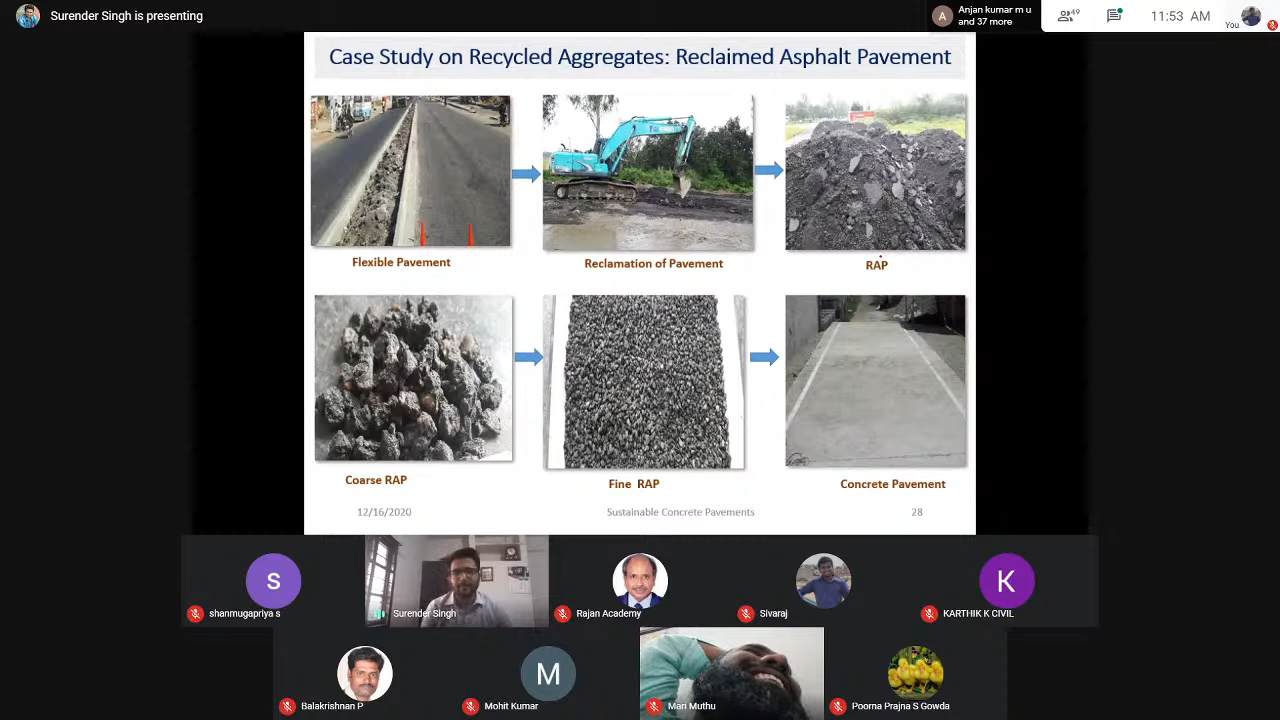 Surender Singh is presenting
A
Anjan kumar m u
and 37 more
49
11:53 AM
You
Case Study on Recycled Aggregates: Reclaimed Asphalt Pavement
Flexible Pavement
Reclamation of Pavement
RAP
Coarse RAP
Fine RAP
Concrete Pavement
12/16/2020
Sustainable Concrete Pavements
28
S
K
shanmugapriya s
Surender Singh
Rajan Academy
Sivaraj
KARTHIK K CIVIL
M
Balakrishnan P
Mohit Kumar
Mari Muthu
Poorna Prajna S Gowda